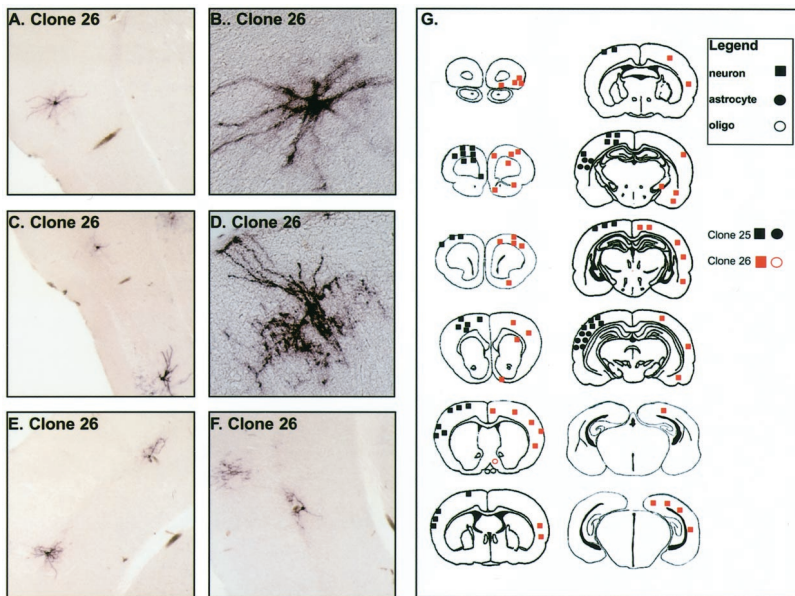 A. Clone 26
B.. Clone 26
C. Clone 26
D. Clone 26
E. Clone 26
F. Clone 26
G.
Legend
neuron
astrocyte
oligo
Clone 25
Clone 26